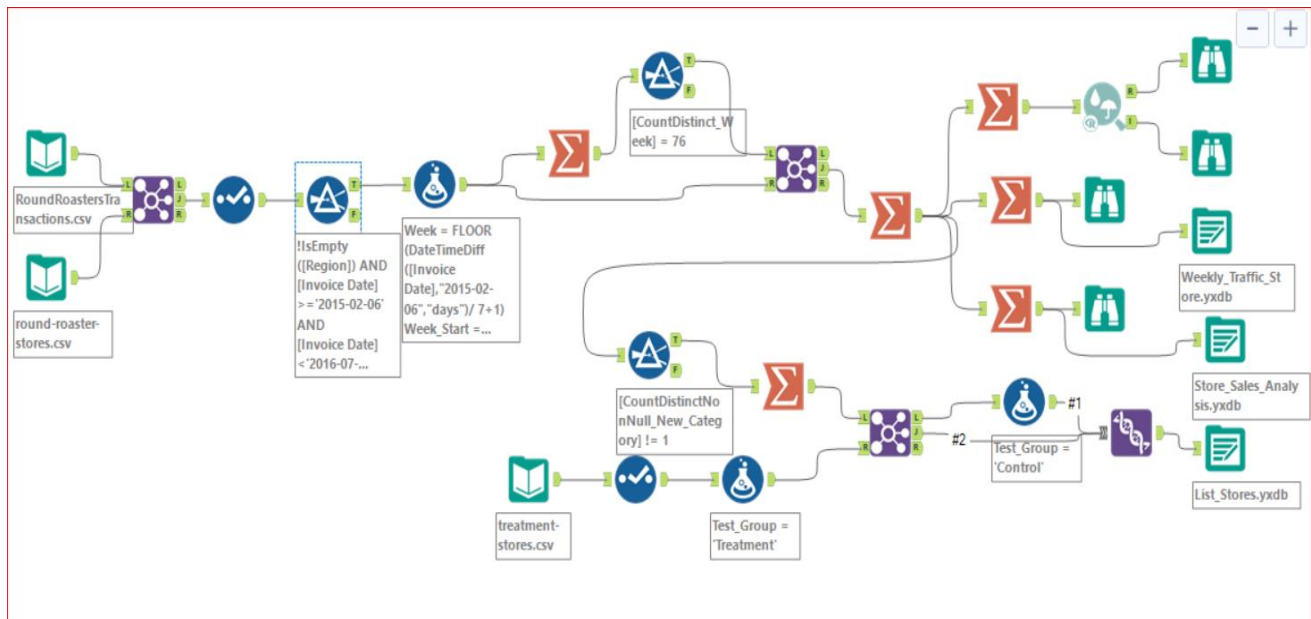 RoundRoastersTra
nsactions.csv
round-roaster-
stores.csv
L
R
L
J
R
T
F
!IsEmpty
([Region]) AND
[Invoice Date]
>='2015-02-06'
AND
[Invoice Date]
<'2016-07-...
Week = FLOOR
(DateTimeDiff
([Invoice
Date],"2015-02-
06","days")/ 7+1)
Week_Start =...
T
F
[CountDistinct_W
eek] = 76
L
R
L
J
R
R
I
Weekly_Traffic_St
ore.yxdb
Store_Sales_Analy
sis.yxdb
T
F
[CountDistinctNo
nNull_New_Categ
ory] != 1
treatment-
stores.csv
Test_Group =
'Treatment'
L
R
L
J
R
#1
#2
Test_Group =
'Control'
List_Stores.yxdb